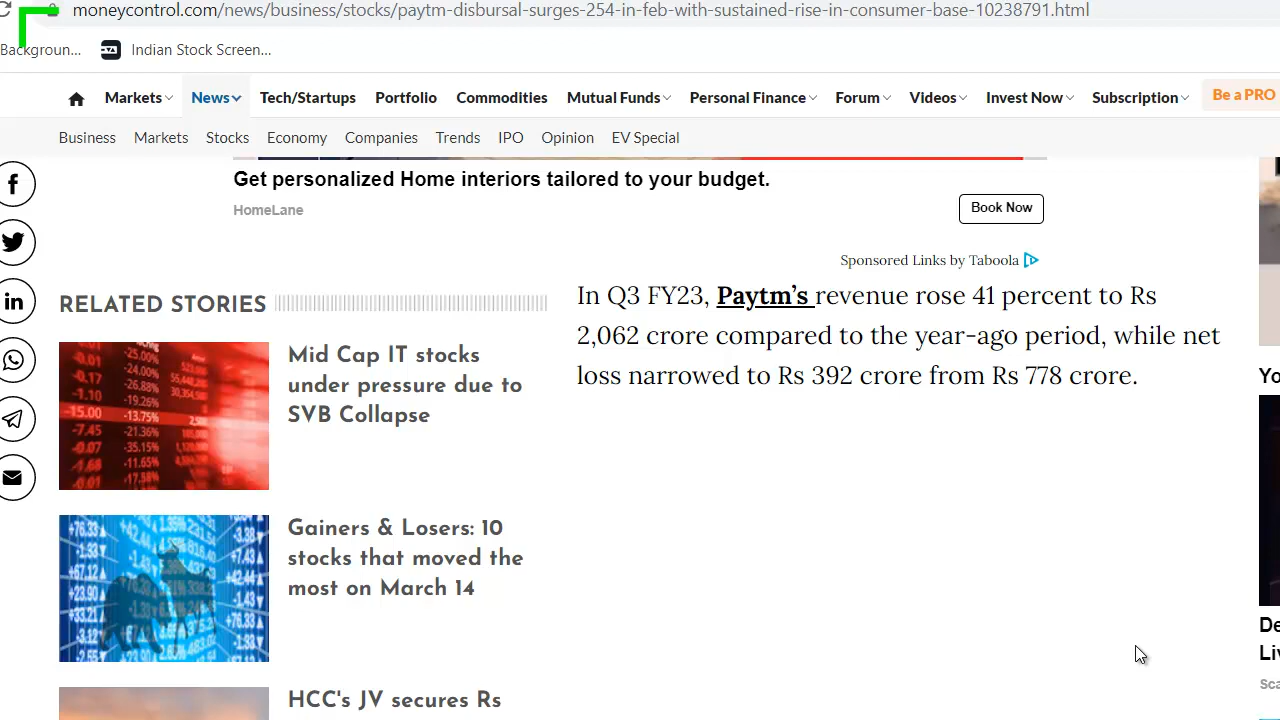 moneycontrol.com/news/business/stocks/paytm-disbursal-surges-254-in-feb-with-sustained-rise-in-consumer-base-10238791.html
Backgroun... Indian Stock Screen...
Markets News Tech/Startups Portfolio Commodities Mutual Funds Personal Finance Forum Videos Invest Now Subscription Be a PRO
Business Markets Stocks Economy Companies Trends IPO Opinion EV Special
Get personalized Home interiors tailored to your budget.
HomeLane
Book Now
Sponsored Links by Taboola
RELATED STORIES
Mid Cap IT stocks
under pressure due to
SVB Collapse
Gainers & Losers: 10
stocks that moved the
most on March 14
HCC's JV secures Rs
In Q3 FY23, Paytm’s revenue rose 41 percent to Rs
2,062 crore compared to the year-ago period, while net
loss narrowed to Rs 392 crore from Rs 778 crore.
Yo
De
Liv
Sca